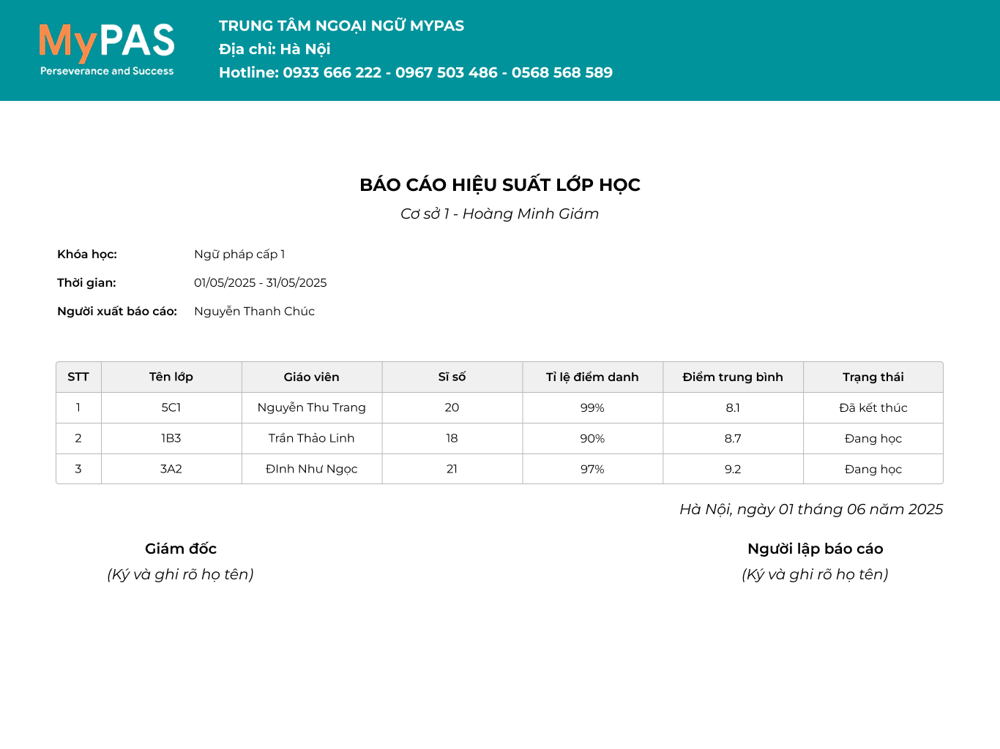 MyPAS
Perseverance and Success
TRUNG TÂM NGOẠI NGỮ MYPAS
Địa chỉ: Hà Nội
Hotline: 0933 666 222 - 0967 503 486 - 0568 568 589
BÁO CÁO HIỆU SUẤT LỚP HỌC
Cơ sở 1 - Hoàng Minh Giám
Khóa học: Ngữ pháp cấp 1
Thời gian: 01/05/2025 - 31/05/2025
Người xuất báo cáo: Nguyễn Thanh Chúc
STT Tên lớp Giáo viên Sĩ số Tỉ lệ điểm danh Điểm trung bình Trạng thái
1 5C1 Nguyễn Thu Trang 20 99% 8.1 Đã kết thúc
2 1B3 Trần Thảo Linh 18 90% 8.7 Đang học
3 3A2 ĐInh Như Ngọc 21 97% 9.2 Đang học
Hà Nội, ngày 01 tháng 06 năm 2025
Giám đốc Người lập báo cáo
(Ký và ghi rõ họ tên) (Ký và ghi rõ họ tên)